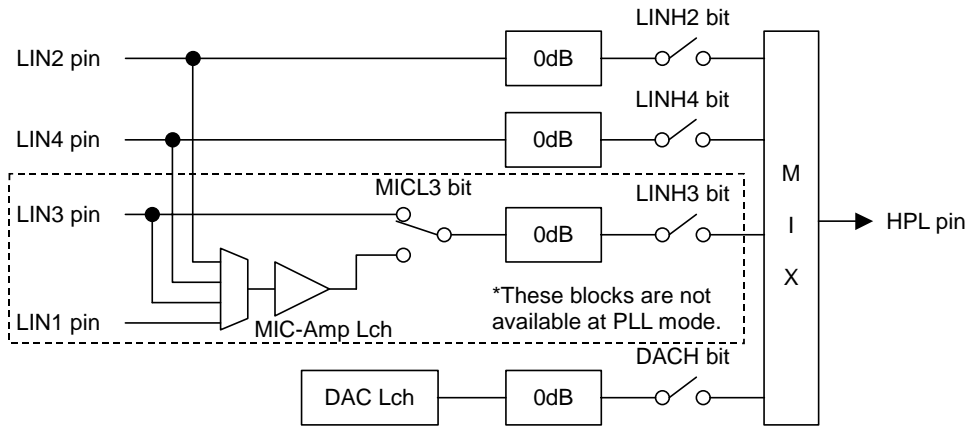 LINH2 bit
LIN2 pin
0dB
LINH4 bit
LIN4 pin
0dB
M
I
X
MICL3 bit
LINH3 bit
LIN3 pin
0dB
HPL pin
*These blocks are not
available at PLL mode.
LIN1 pin
MIC-Amp Lch
DACH bit
DAC Lch
0dB